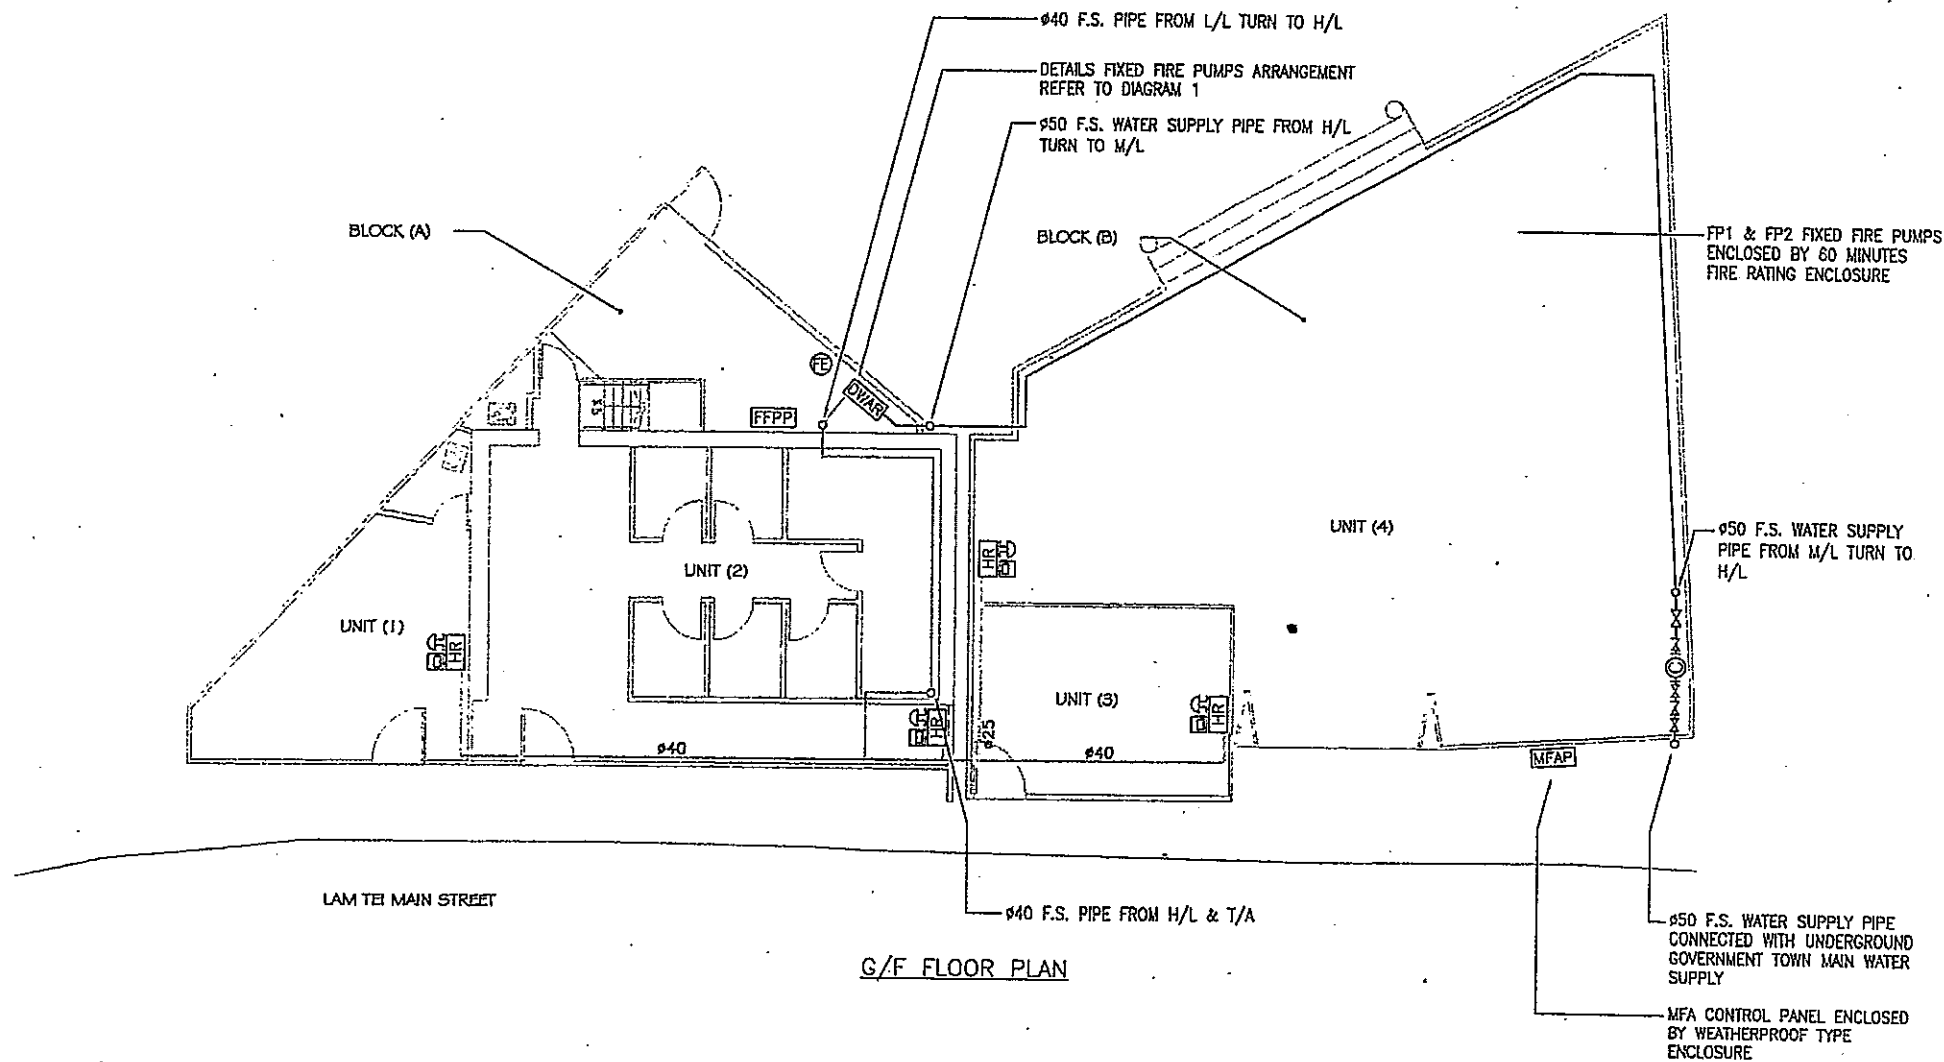 ø40 F.S. PIPE FROM L/L TURN TO H/L
DETAILS FIXED FIRE PUMPS ARRANGEMENT
REFER TO DIAGRAM 1
ø50 F.S. WATER SUPPLY PIPE FROM H/L
TURN TO M/L
BLOCK (A)
BLOCK (B)
FP1 & FP2 FIXED FIRE PUMPS
ENCLOSED BY 60 MINUTES
FIRE RATING ENCLOSURE
FE
DWAR
FFPP
UNIT (4)
ø50 F.S. WATER SUPPLY
PIPE FROM M/L TURN TO
H/L
HR
UNIT (2)
UNIT (1)
HR
UNIT (3)
HR
HR
ø25
ø40
ø40
MFAP
LAM TEI MAIN STREET
ø40 F.S. PIPE FROM H/L & T/A
G/F FLOOR PLAN
ø50 F.S. WATER SUPPLY PIPE
CONNECTED WITH UNDERGROUND
GOVERNMENT TOWN MAIN WATER
SUPPLY
MFA CONTROL PANEL ENCLOSED
BY WEATHERPROOF TYPE
ENCLOSURE